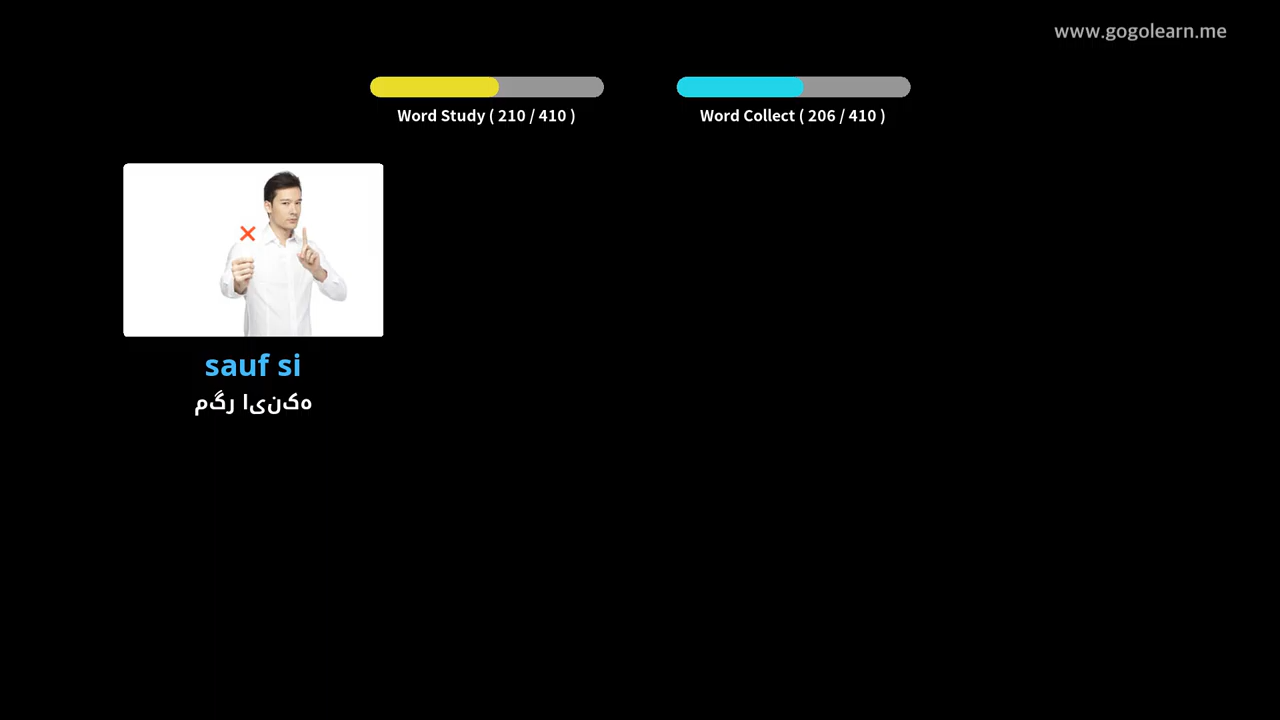 www.gogolearn.me
Word Study ( 210 / 410 )
Word Collect ( 206 / 410 )
sauf si
مگر اینکه